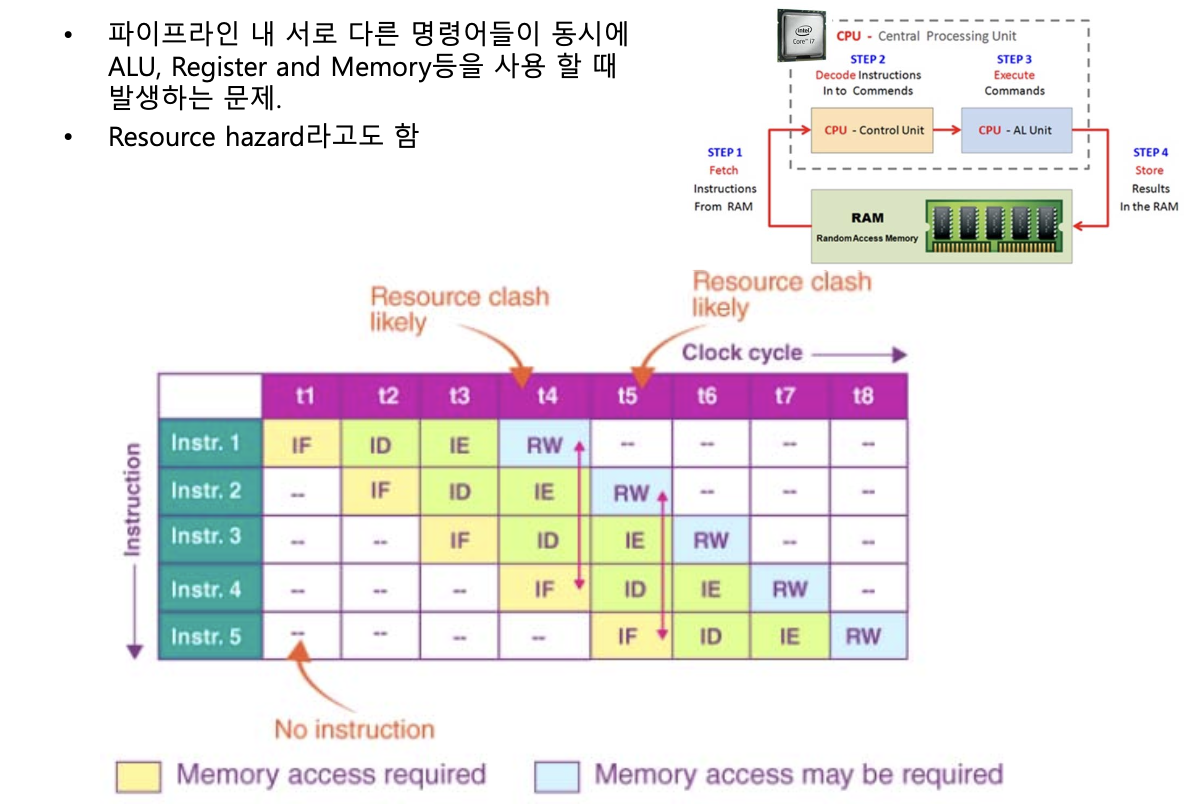 • 파이프라인 내 서로 다른 명령어들이 동시에
ALU, Register and Memory등을 사용 할 때
발생하는 문제.
• Resource hazard라고도 함
intel
Core™ i7
CPU - Central Processing Unit
STEP 2
Decode Instructions
In to Commends
STEP 3
Execute
Commands
CPU - Control Unit
CPU - AL Unit
STEP 1
Fetch
Instructions
From RAM
STEP 4
Store
Results
In the RAM
RAM
Random Access Memory
Resource clash
likely
Resource clash
likely
Clock cycle
t1 t2 t3 t4 t5 t6 t7 t8
Instruction
Instr. 1 IF ID IE RW -- -- -- --
Instr. 2 -- IF ID IE RW -- -- --
Instr. 3 -- -- IF ID IE RW -- --
Instr. 4 -- -- -- IF ID IE RW --
Instr. 5 -- -- -- -- IF ID IE RW
No instruction
Memory access required
Memory access may be required